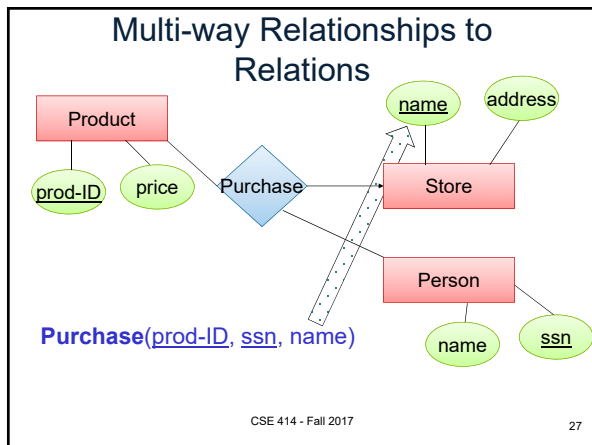 Multi-way Relationships to
Relations
name
address
Product
prod-ID
price
Purchase
Store
Person
Purchase(prod-ID, ssn, name)
name
ssn
CSE 414 - Fall 2017
27